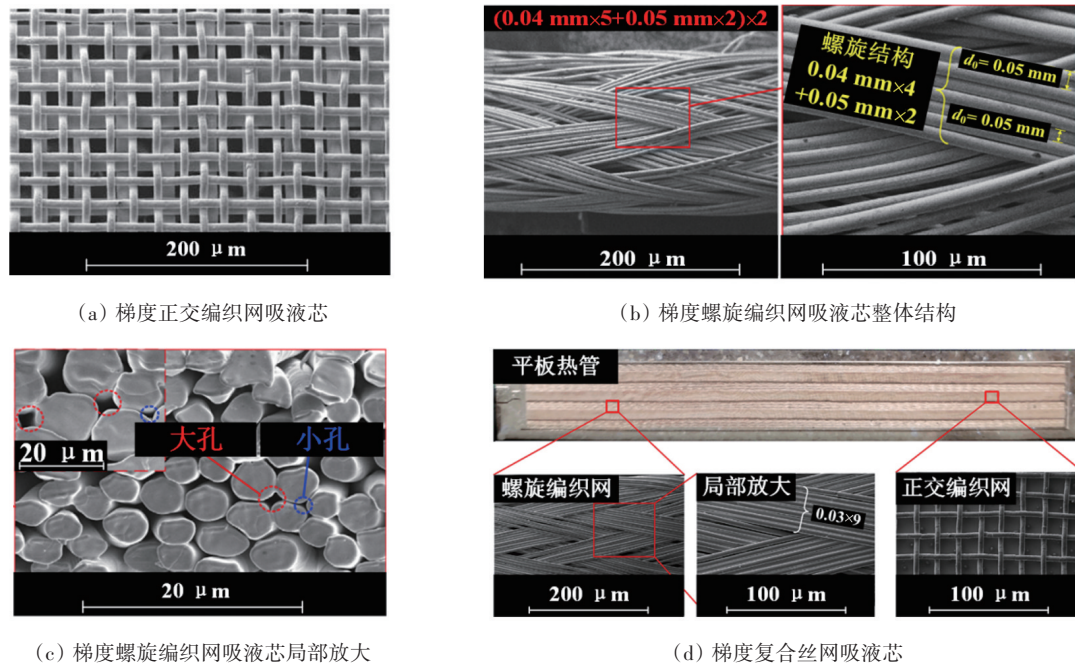 200 μm
(a) 梯度正交编织网吸液芯
(0.04 mm×5+0.05 mm×2)×2
200 μm
螺旋结构
0.04 mm×4
+0.05 mm×2
d₀= 0.05 mm
d₀= 0.05 mm
100 μm
(b) 梯度螺旋编织网吸液芯整体结构
20 μm
大孔
小孔
20 μm
(c) 梯度螺旋编织网吸液芯局部放大
平板热管
螺旋编织网
200 μm
局部放大
0.03×9
100 μm
正交编织网
100 μm
(d) 梯度复合丝网吸液芯